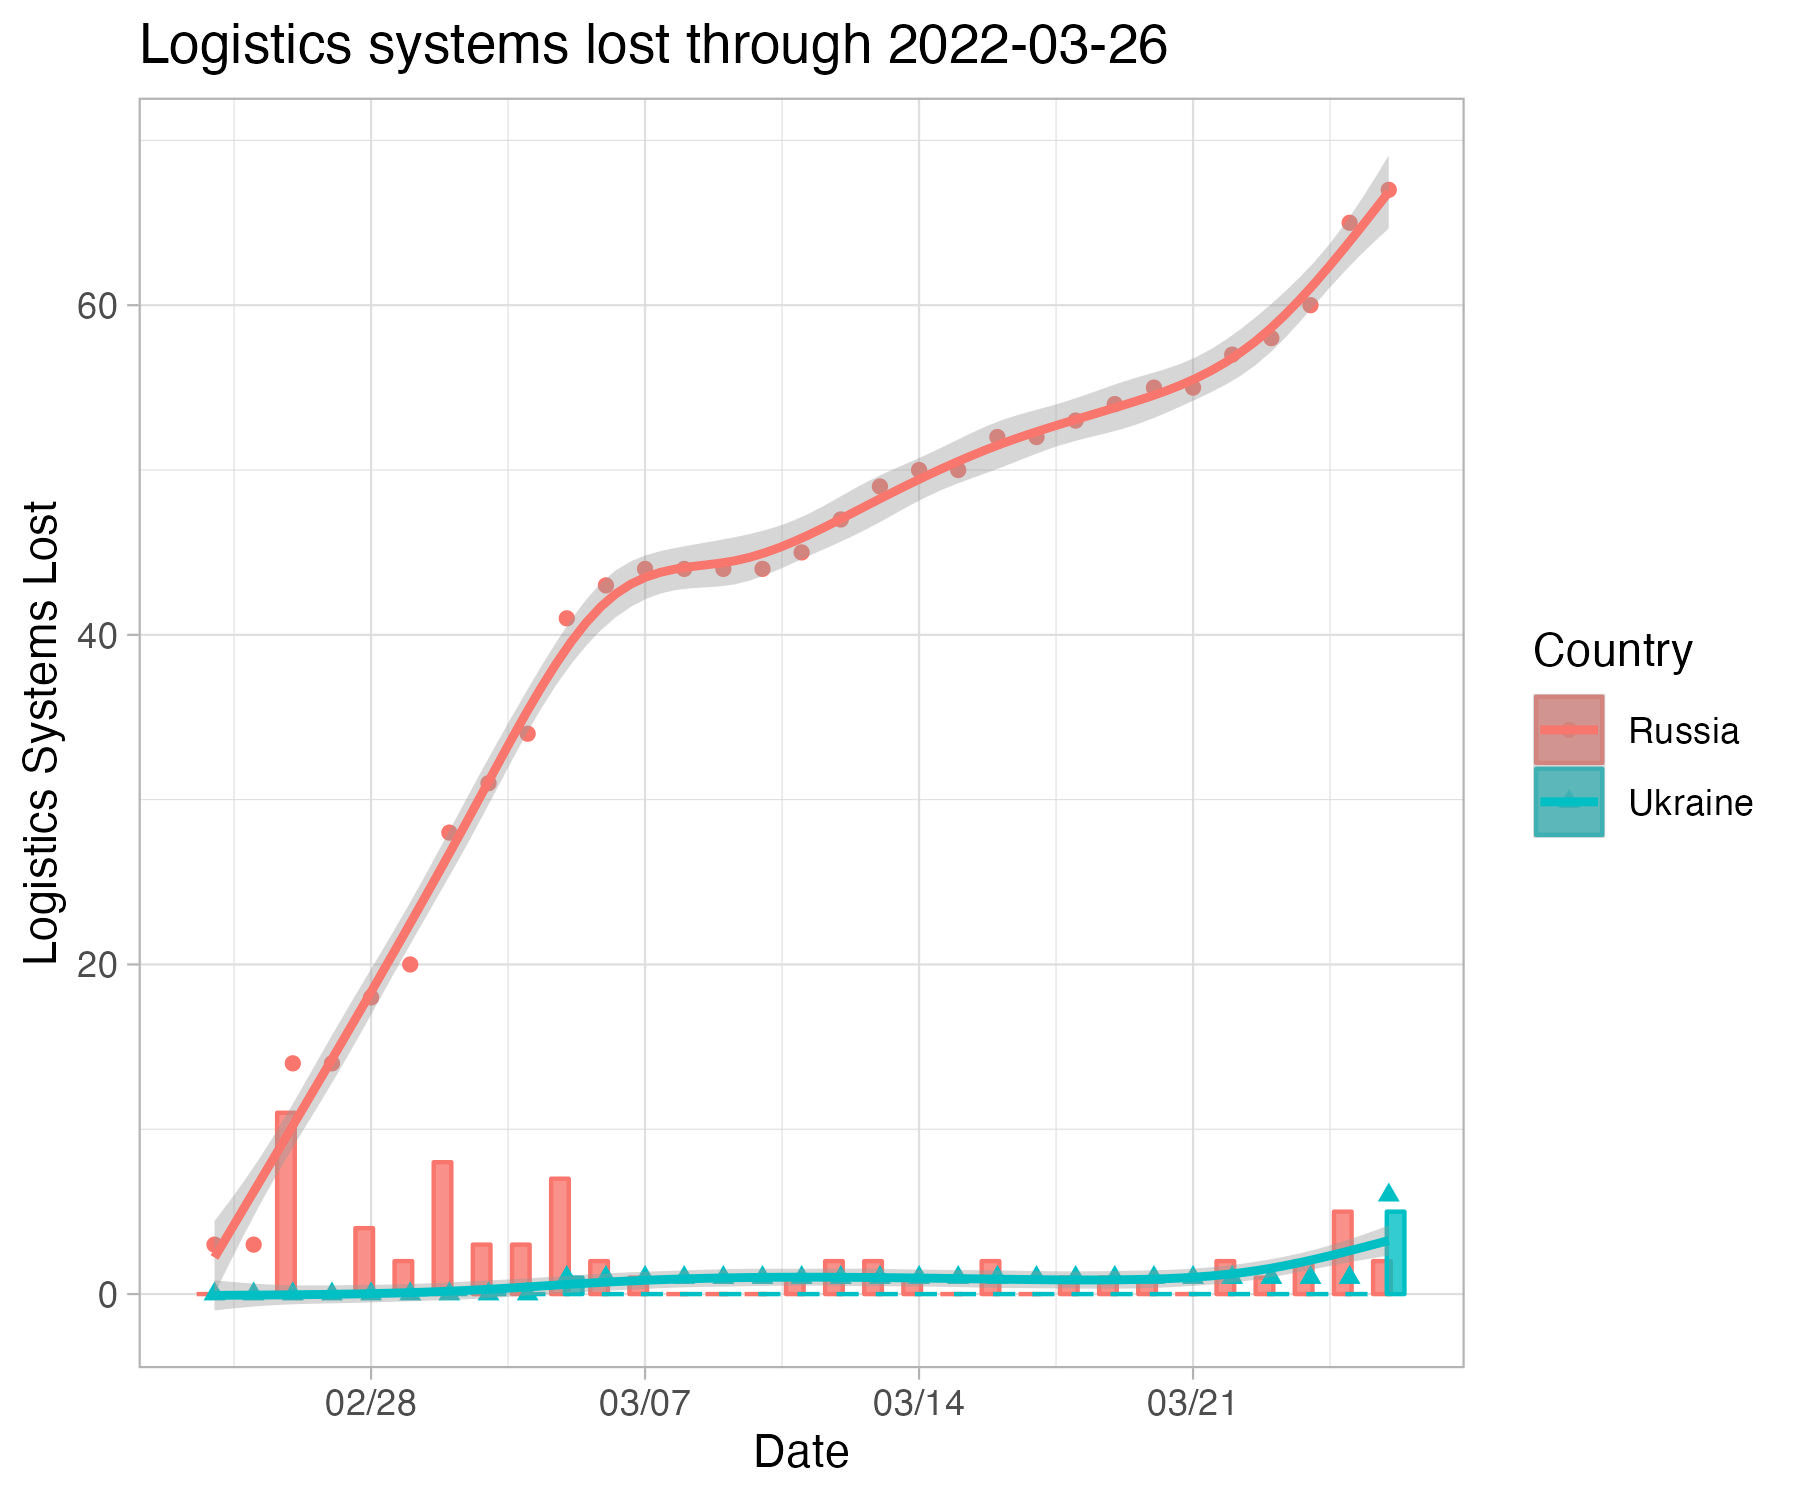 Logistics systems lost through 2022-03-26
Logistics Systems Lost
60
40
20
0
02/28 03/07 03/14 03/21
Date
Country
Russia
Ukraine